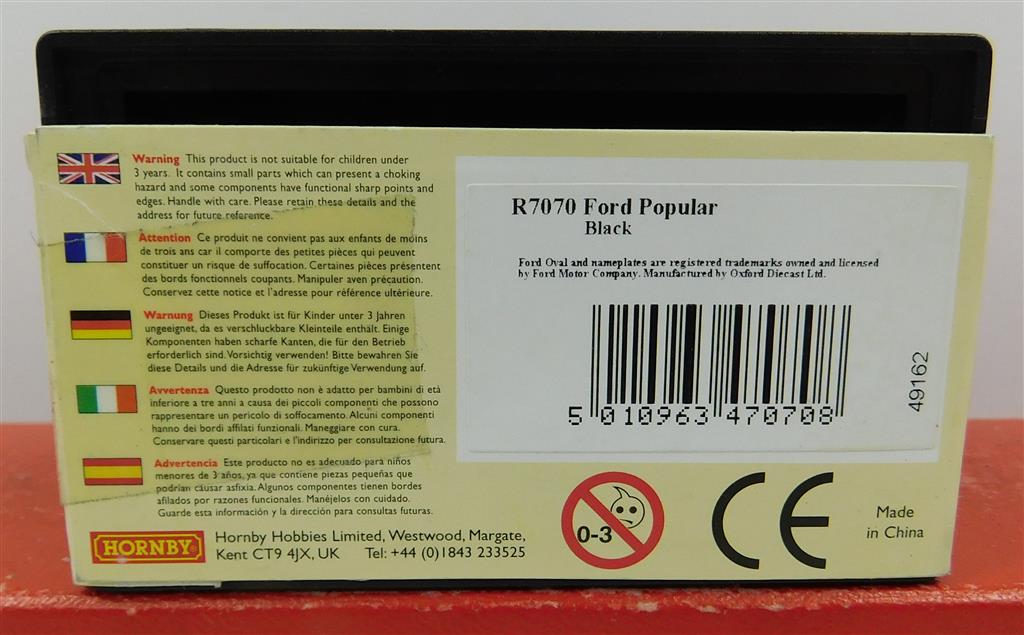 Warning This product is not suitable for children under
3 years. It contains small parts which can present a choking
hazard and some components have functional sharp points and
edges. Handle with care. Please retain these details and the
address for future reference.
Attention Ce produit ne convient pas aux enfants de moins
de trois ans car il comporte des petites pièces qui peuvent
constituer un risque de suffocation. Certaines pièces présentent
des bords fonctionnels coupants. Manipuler aven précaution.
Conservez cette notice et l'adresse pour référence ultérieure.
Warnung Dieses Produkt ist für Kinder unter 3 Jahren
ungeeignet, da es verschluckbare Kleinteile enthält. Einige
Komponenten haben scharfe Kanten, die für den Betrieb
erforderlich sind. Vorsichtig verwenden! Bitte bewahren Sie
diese Details und die Adresse für zukünftige Verwendung auf.
Avvertenza Questo prodotto non è adatto per bambini di età
inferiore a tre anni a causa dei piccoli componenti che possono
rappresentare un pericolo di soffocamento. Alcuni componenti
hanno dei bordi affilati funzionali. Maneggiare con cura.
Conservare questi particolari e l'indirizzo per consultazione futura.
Advertencia Este producto no es adecuado para niños
menores de 3 años, ya que contiene piezas pequeñas que
podrían causar asfixia. Algunos componentes tienen bordes
afilados por razones funcionales. Manéjelos con cuidado.
Guarde esta información y la dirección para consultas futuras.
HORNBY
Hornby Hobbies Limited, Westwood, Margate,
Kent CT9 4JX, UK Tel: +44 (0)1843 233525
R7070 Ford Popular
Black
Ford Oval and nameplates are registered trademarks owned and licensed
by Ford Motor Company. Manufactured by Oxford Diecast Ltd.
5 010963 470708
49162
0-3
CE
Made
in China